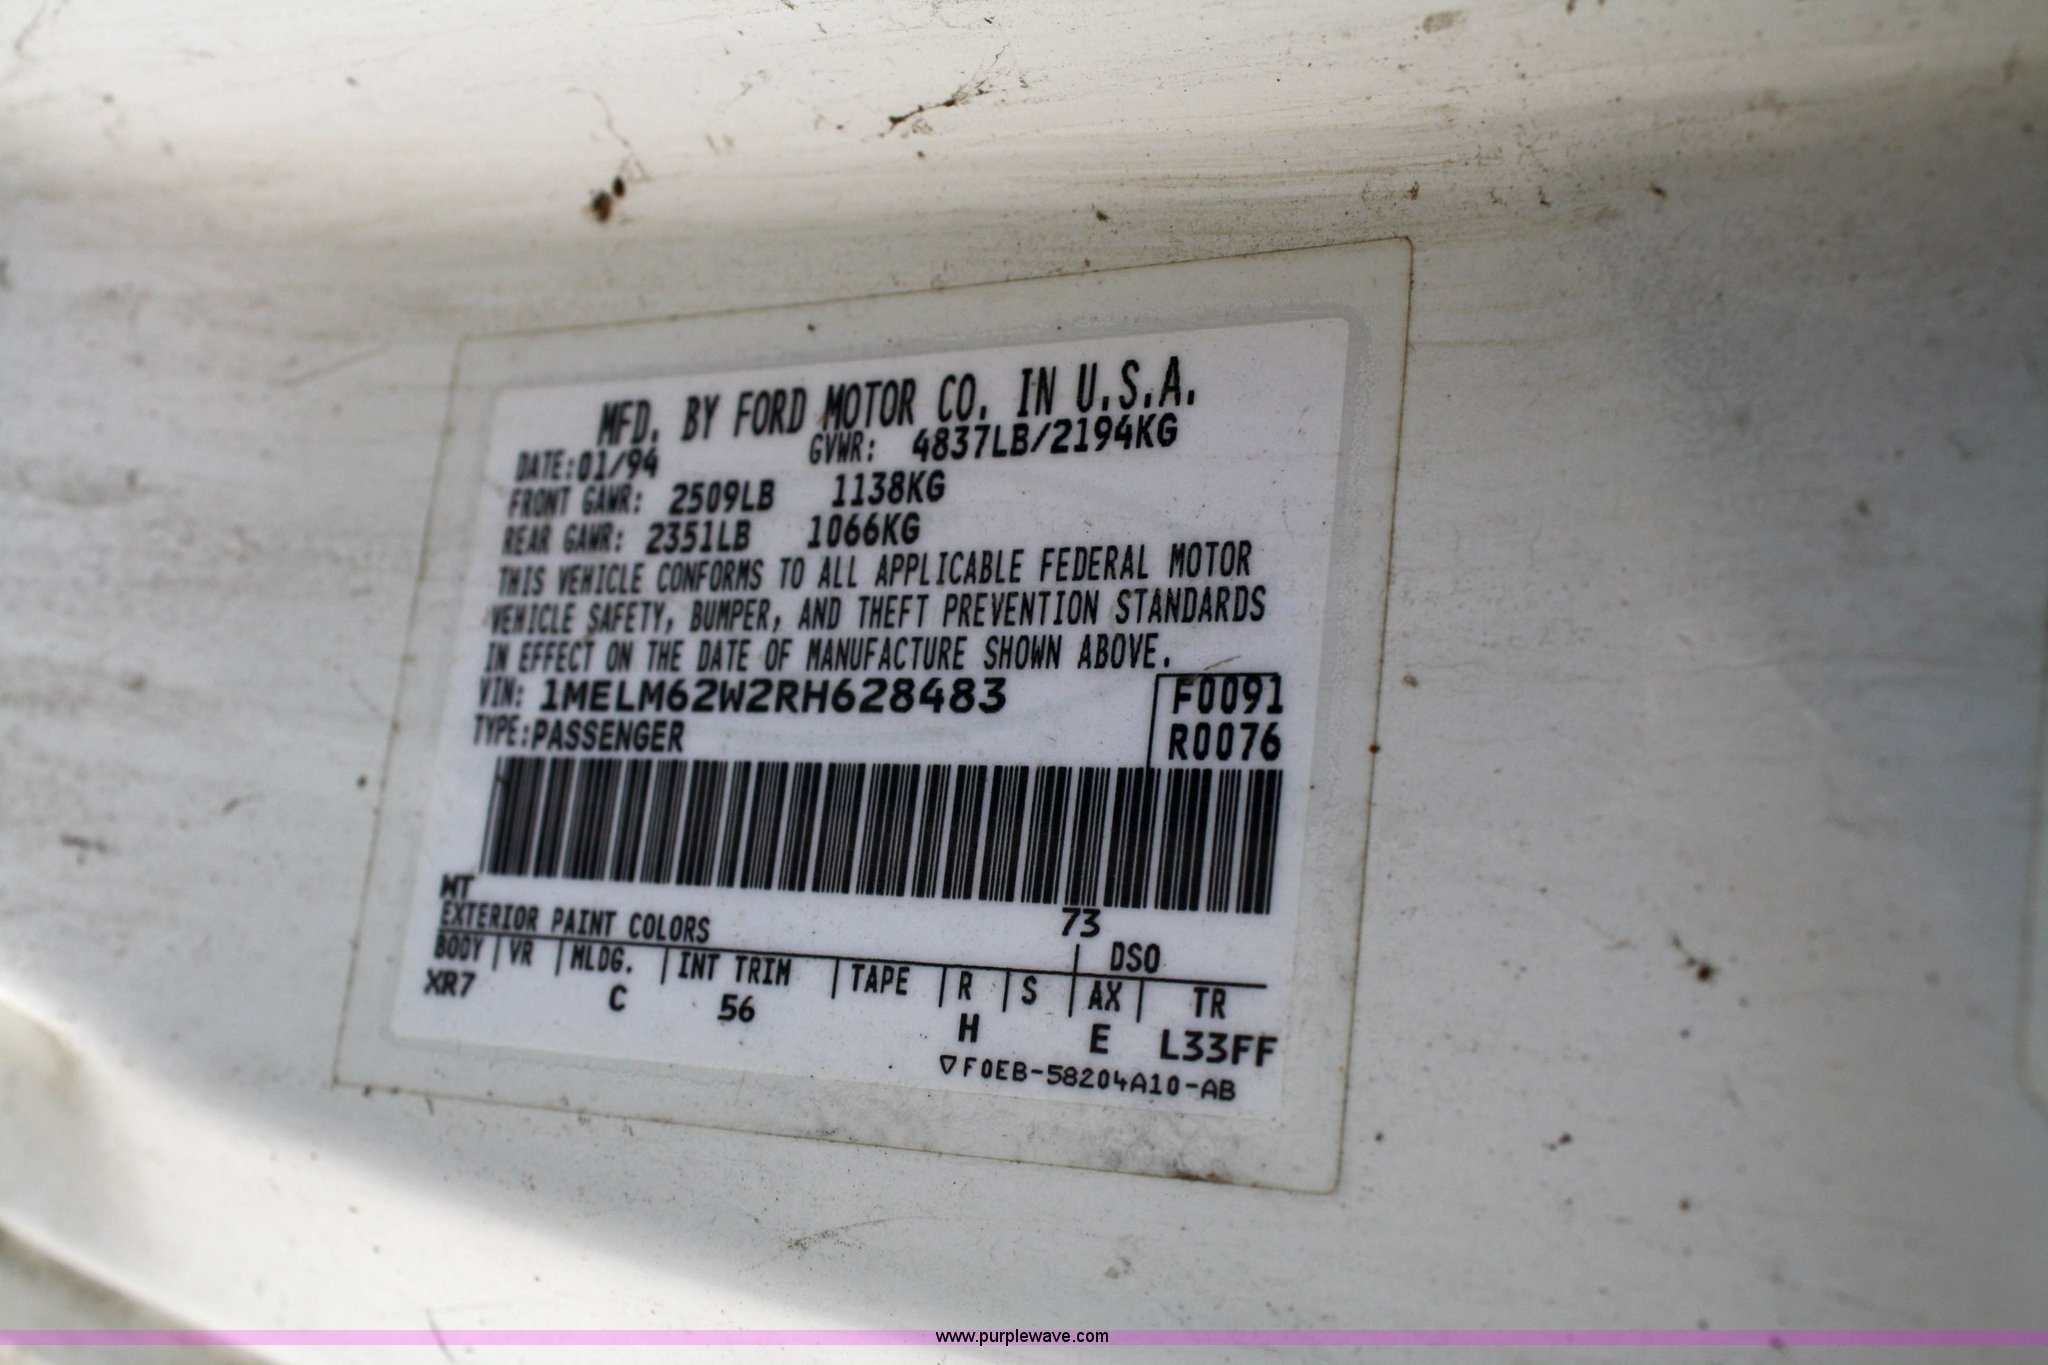 MFD. BY FORD MOTOR CO. IN U.S.A.
DATE:01/94 GVWR: 4837LB/2194KG
FRONT GAWR: 2509LB 1138KG
REAR GAWR: 2351LB 1066KG
THIS VEHICLE CONFORMS TO ALL APPLICABLE FEDERAL MOTOR
VEHICLE SAFETY, BUMPER, AND THEFT PREVENTION STANDARDS
IN EFFECT ON THE DATE OF MANUFACTURE SHOWN ABOVE.
VIN: 1MELM62W2RH628483 F0091
TYPE:PASSENGER R0076
WT
EXTERIOR PAINT COLORS 73 DSO
BODY VR MLDG. INT TRIM TAPE R S AX TR
XR7 C 56 H E L33FF
▽F0EB-58204A10-AB
www.purplewave.com